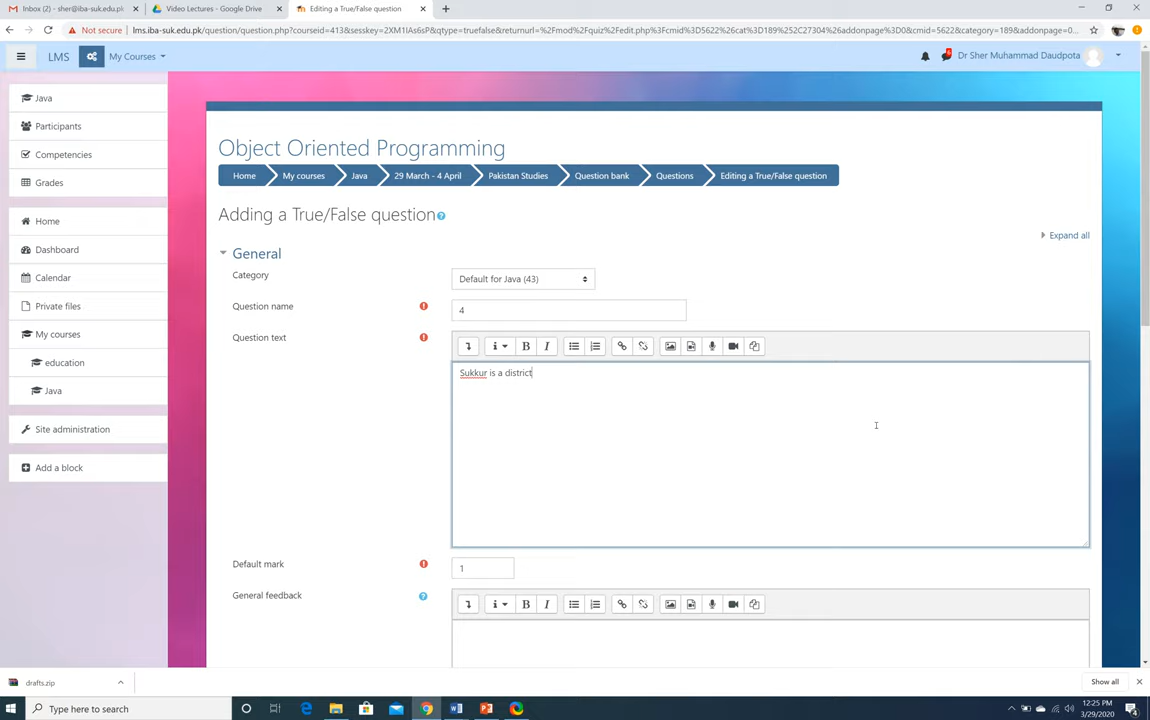 Inbox (2) - sher@iba-suk.edu.pk
Video Lectures - Google Drive
Editing a True/False question
Not secure
lms.iba-suk.edu.pk/question/question.php?courseid=413&sesskey=2XM1IAs6sP&qtype=truefalse&returnurl=%2Fmod%2Fquiz%2Fedit.php%3Fcmid%3D5622%26cat%3D189%252C27304%26addonpage%3D0&cmid=5622&category=189&addonpage=0...
LMS
My Courses
6
Dr Sher Muhammad Daudpota
Java
Participants
Competencies
Grades
Home
Dashboard
Calendar
Private files
My courses
education
Java
Site administration
Add a block
Object Oriented Programming
Home
My courses
Java
29 March - 4 April
Pakistan Studies
Question bank
Questions
Editing a True/False question
Adding a True/False question
Expand all
General
Category
Default for Java (43)
Question name
4
Question text
Sukkur is a district
Default mark
1
General feedback
drafts.zip
Show all
Type here to search
12:25 PM
3/29/2020
4